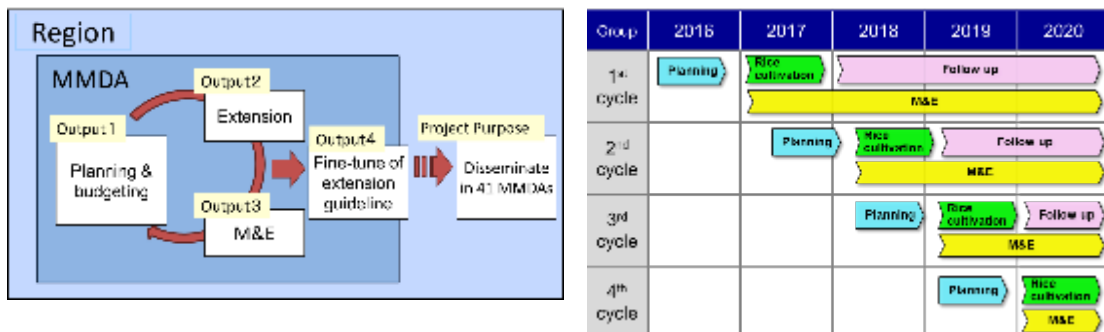 Region
MMDA
Output2
Extension
Output1
Planning &
budgeting
Output4
Fine-tune of
extension
guideline
Project Purpose
Disseminate
in 41 MMDAs
Output3
M&E
Group 2016 2017 2018 2019 2020
1st
cycle
Planning
Rice
cultivation
Follow up
M&E
2nd
cycle
Planning
Rice
cultivation
Follow up
M&E
3rd
cycle
Planning
Rice
cultivation
Follow up
M&E
4th
cycle
Planning
Rice
cultivation
M&E